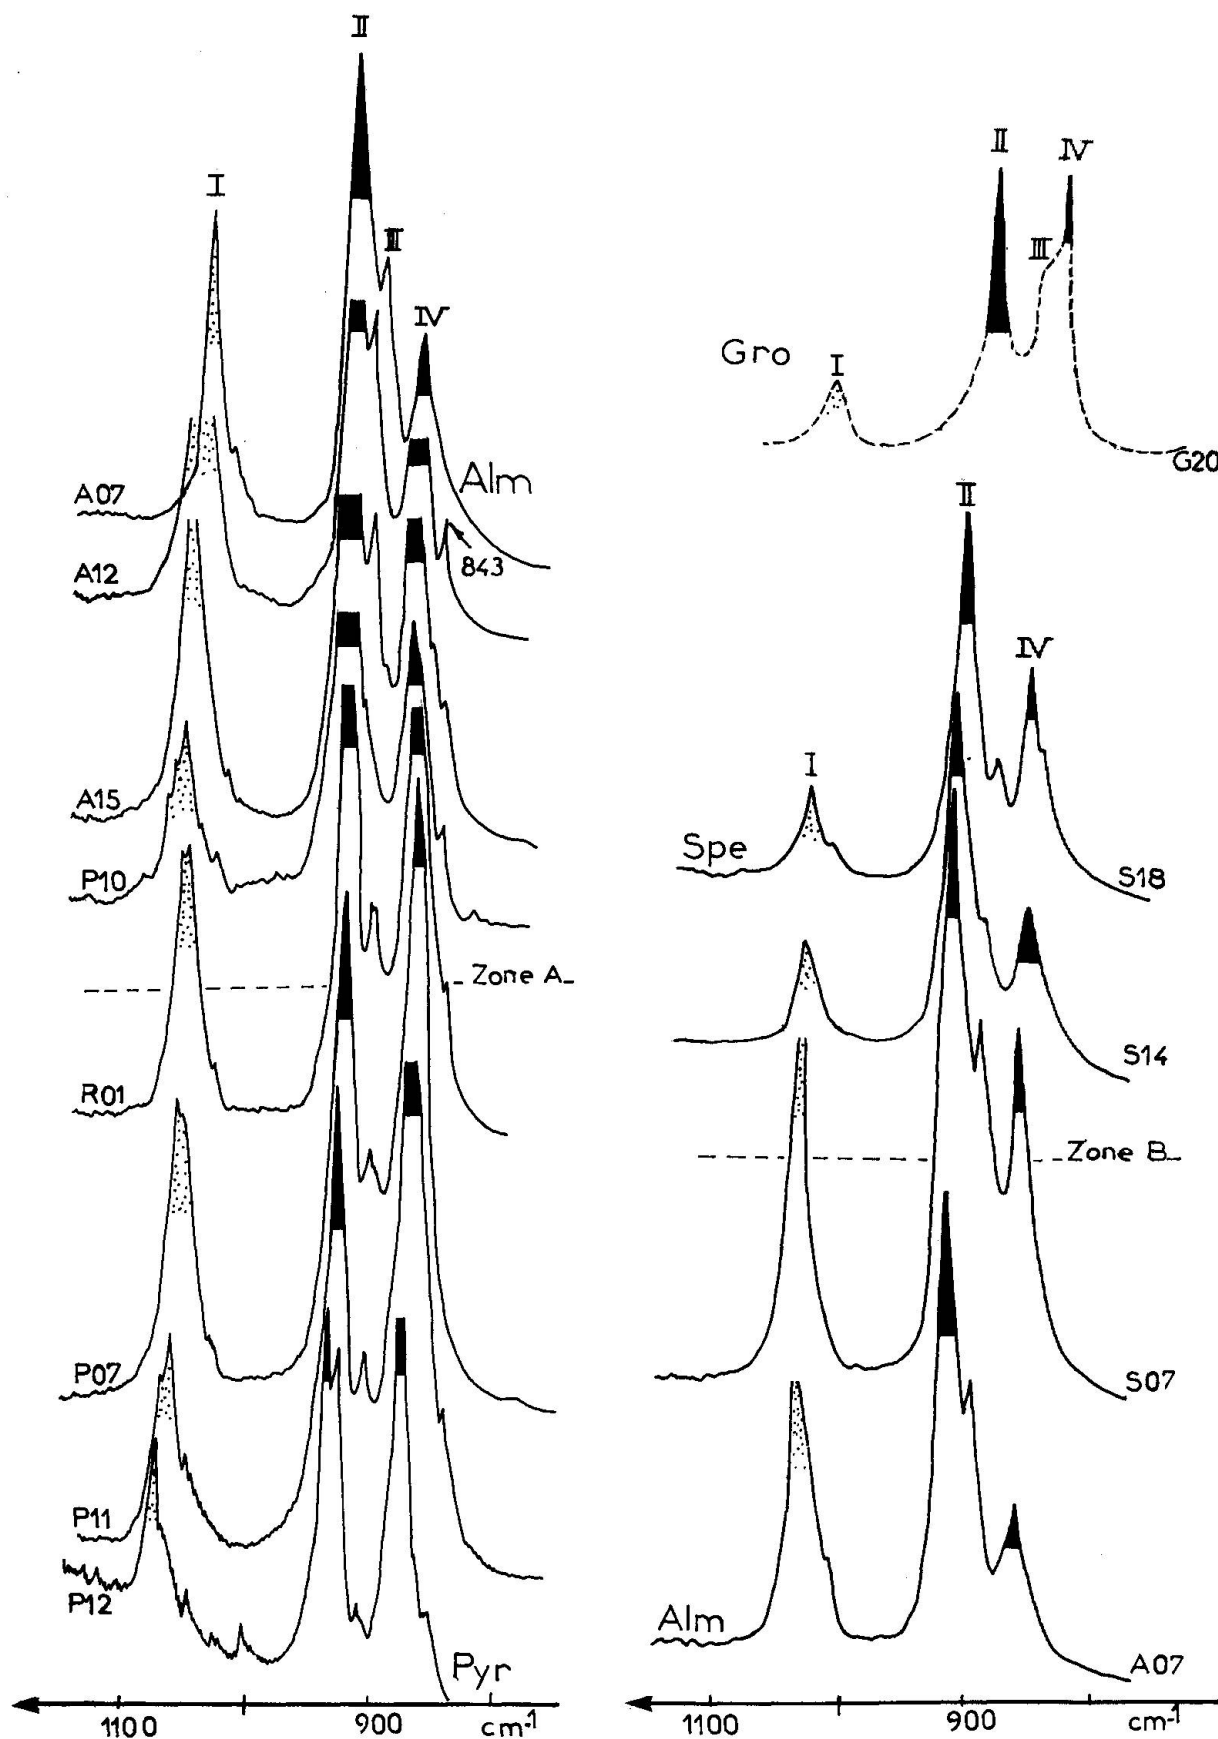 II
I
III
IV
A07
Alm
A12
843
A15
P10
Zone A
R01
P07
P11
P12
Pyr
1100
900
cm-1
II
IV
III
Gro
I
G20
II
IV
I
Spe
S18
S14
Zone B
S07
Alm
A07
1100
900
cm-1